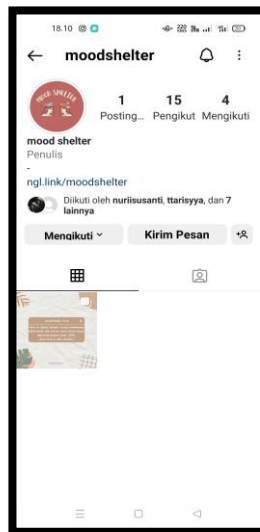 18.10
moodshelter
MOOD SHELTER
1 15 4
Posting... Pengikut Mengikuti
mood shelter
Penulis
-
ngl.link/moodshelter
Diikuti oleh nuriisusanti, ttarisyya, dan 7
lainnya
Mengikuti Kirim Pesan